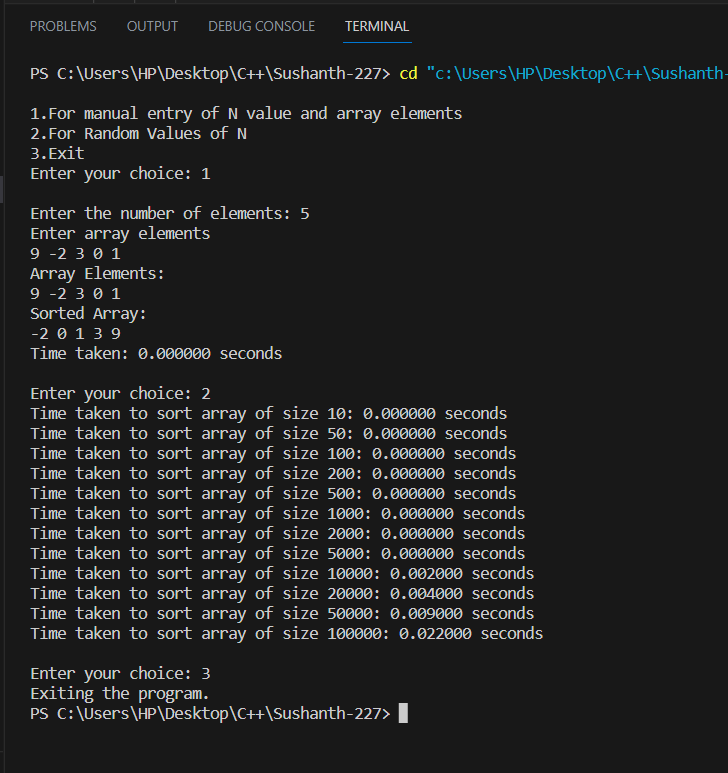 PROBLEMS OUTPUT DEBUG CONSOLE TERMINAL
PS C:\Users\HP\Desktop\C++\Sushanth-227> cd "c:\Users\HP\Desktop\C++\Sushanth-
1.For manual entry of N value and array elements
2.For Random Values of N
3.Exit
Enter your choice: 1
Enter the number of elements: 5
Enter array elements
9 -2 3 0 1
Array Elements:
9 -2 3 0 1
Sorted Array:
-2 0 1 3 9
Time taken: 0.000000 seconds
Enter your choice: 2
Time taken to sort array of size 10: 0.000000 seconds
Time taken to sort array of size 50: 0.000000 seconds
Time taken to sort array of size 100: 0.000000 seconds
Time taken to sort array of size 200: 0.000000 seconds
Time taken to sort array of size 500: 0.000000 seconds
Time taken to sort array of size 1000: 0.000000 seconds
Time taken to sort array of size 2000: 0.000000 seconds
Time taken to sort array of size 5000: 0.000000 seconds
Time taken to sort array of size 10000: 0.002000 seconds
Time taken to sort array of size 20000: 0.004000 seconds
Time taken to sort array of size 50000: 0.009000 seconds
Time taken to sort array of size 100000: 0.022000 seconds
Enter your choice: 3
Exiting the program.
PS C:\Users\HP\Desktop\C++\Sushanth-227>